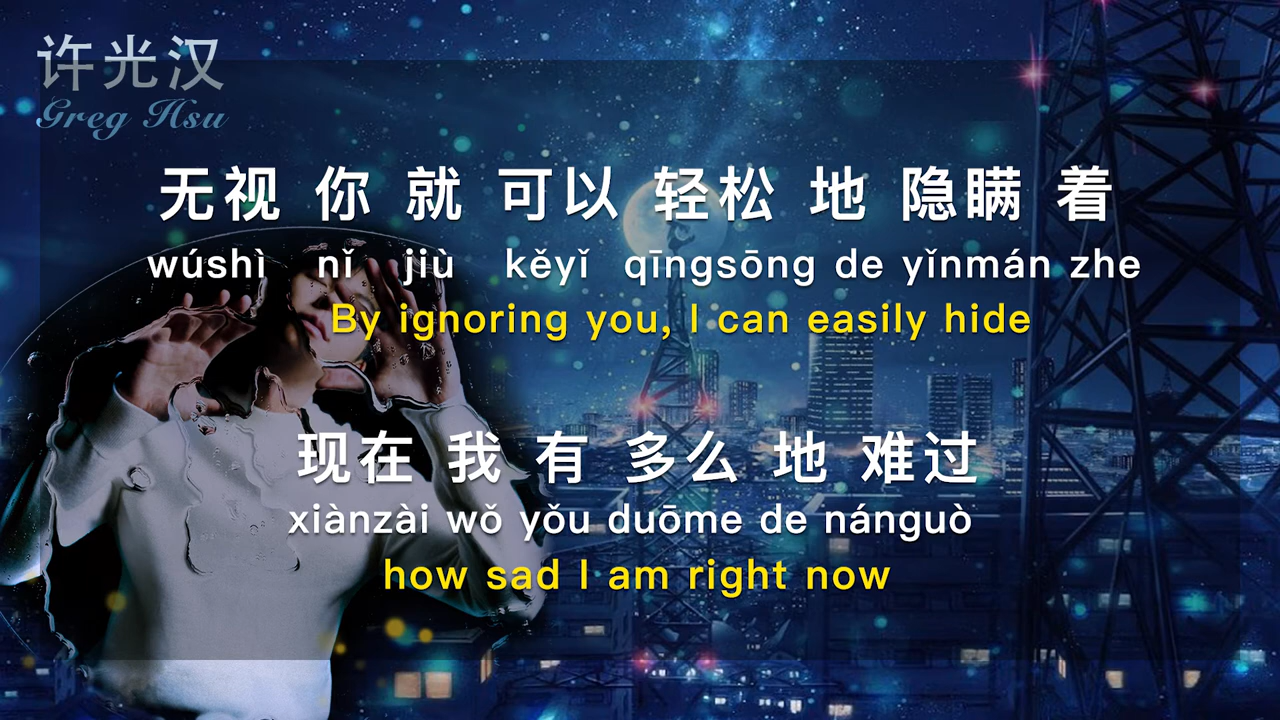 许光汉
Greg Hsu
无视 你 就 可以 轻松 地 隐瞒 着
wúshì nǐ jiù kěyǐ qīngsōng de yǐnmán zhe
By ignoring you, I can easily hide
现在 我 有 多么 地 难过
xiànzài wǒ yǒu duōme de nánguò
how sad I am right now